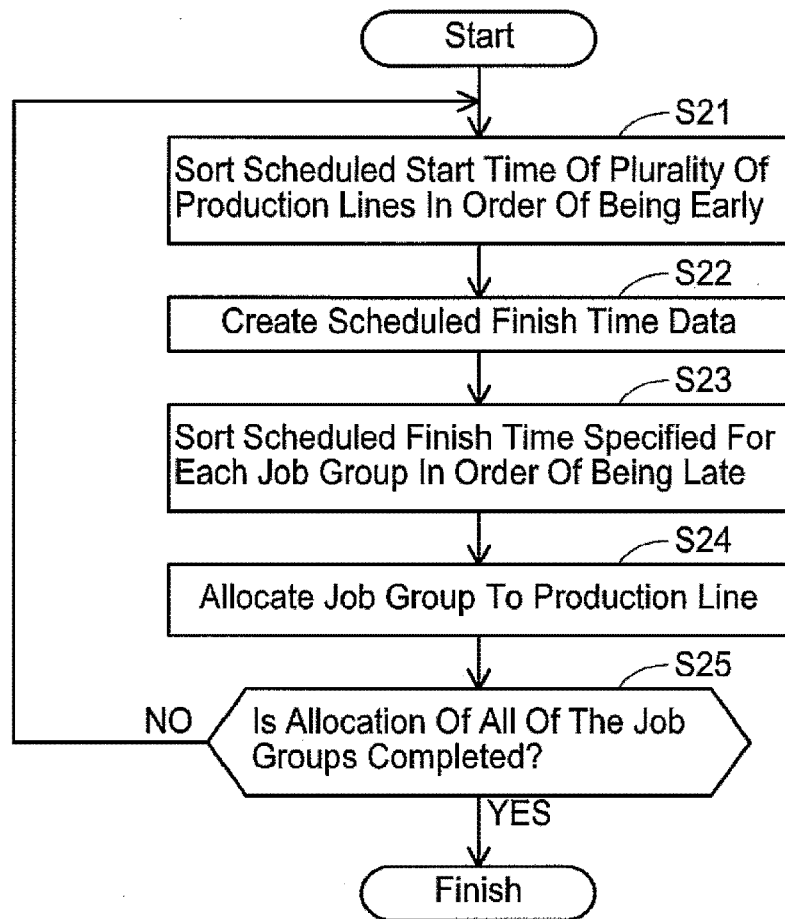 Start
S21
Sort Scheduled Start Time Of Plurality Of
Production Lines In Order Of Being Early
S22
Create Scheduled Finish Time Data
S23
Sort Scheduled Finish Time Specified For
Each Job Group In Order Of Being Late
S24
Allocate Job Group To Production Line
S25
NO
Is Allocation Of All Of The Job
Groups Completed?
YES
Finish